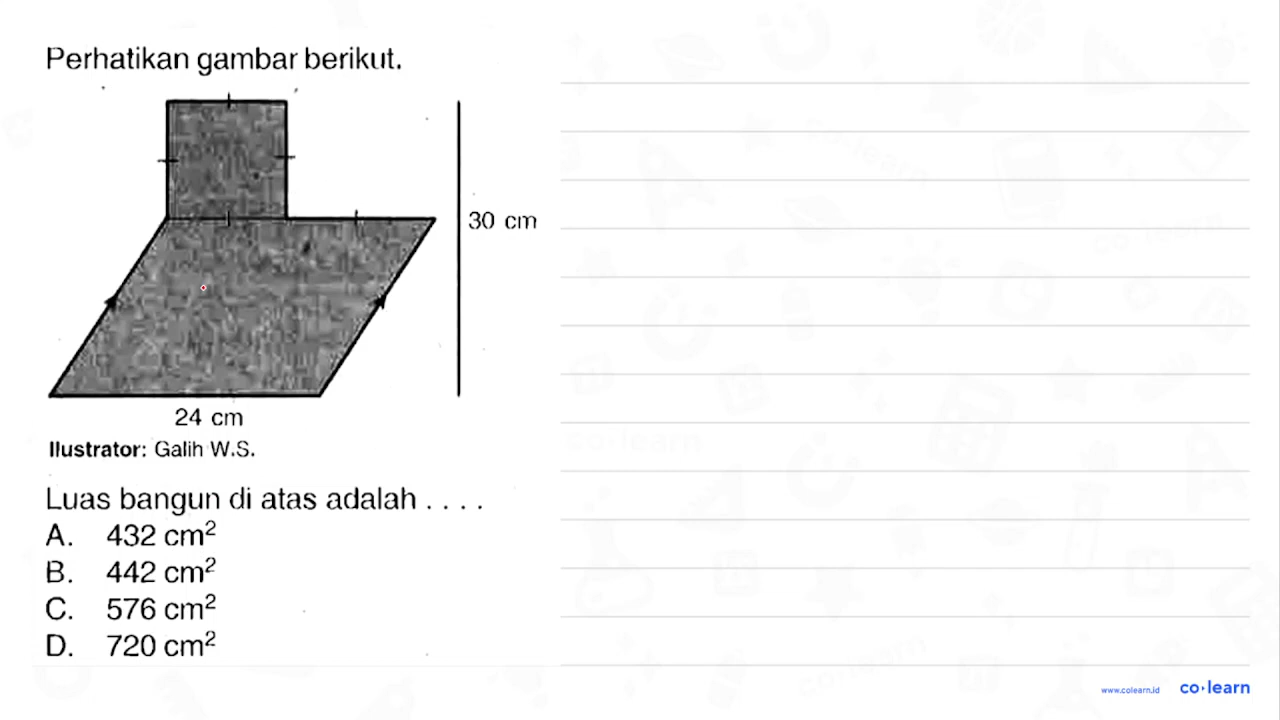 Perhatikan gambar berikut.
30 cm
24 cm
Ilustrator: Galih W.S.
Luas bangun di atas adalah . . . .
A. 432 cm²
B. 442 cm²
C. 576 cm²
D. 720 cm²
www.colearn.id co·learn